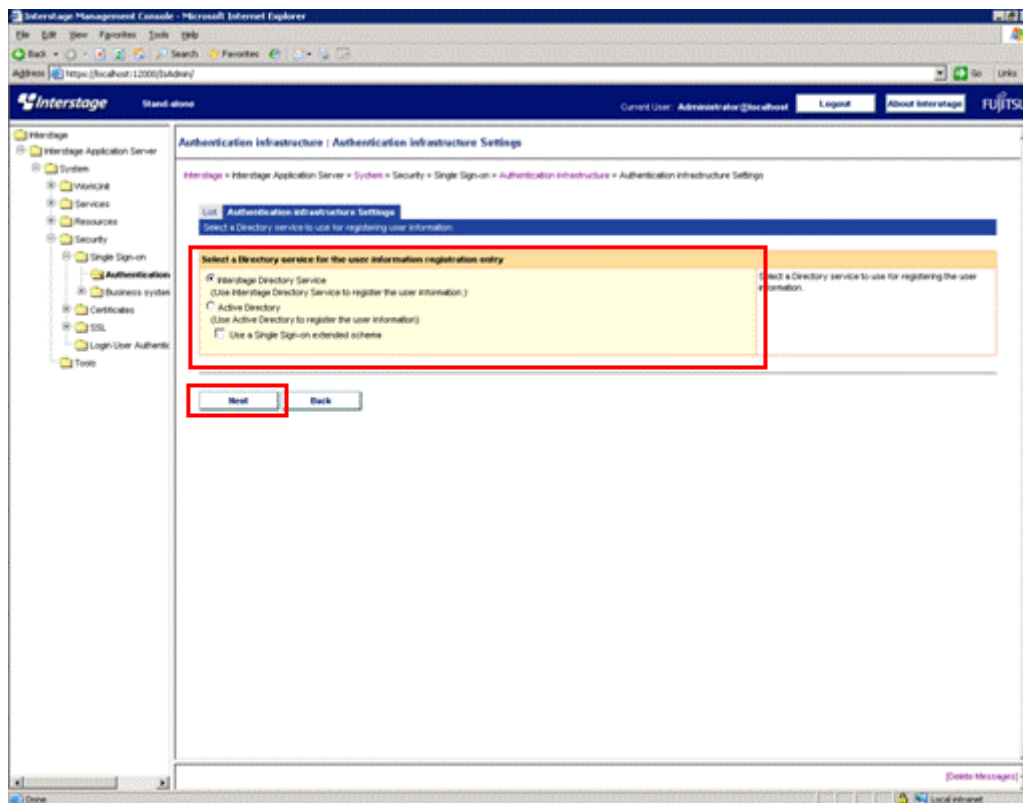 Interstage Management Console - Microsoft Internet Explorer
File Edit View Favorites Tools Help
Back Search Favorites
Address https://localhost:12000/IsAdmin/ Go Links
Interstage Stand-alone Current User: Administrator@localhost Logout About Interstage FUJITSU
Interstage
Interstage Application Server
System
WorkUnit
Services
Resources
Security
Single Sign-on
Authentication
Business system
Certificates
SSL
Login User Authentic
Tools
Authentication infrastructure : Authentication infrastructure Settings
Interstage > Interstage Application Server > System > Security > Single Sign-on > Authentication infrastructure > Authentication infrastructure Settings
List Authentication infrastructure Settings
Select a Directory service to use for registering user information.
Select a Directory service for the user information registration entry
Interstage Directory Service
(Use Interstage Directory Service to register the user information.)
Active Directory
(Use Active Directory to register the user information)
Use a Single Sign-on extended schema
Select a Directory service to use for registering the user
information.
Next Back
[Delete Messages]
Done Local intranet